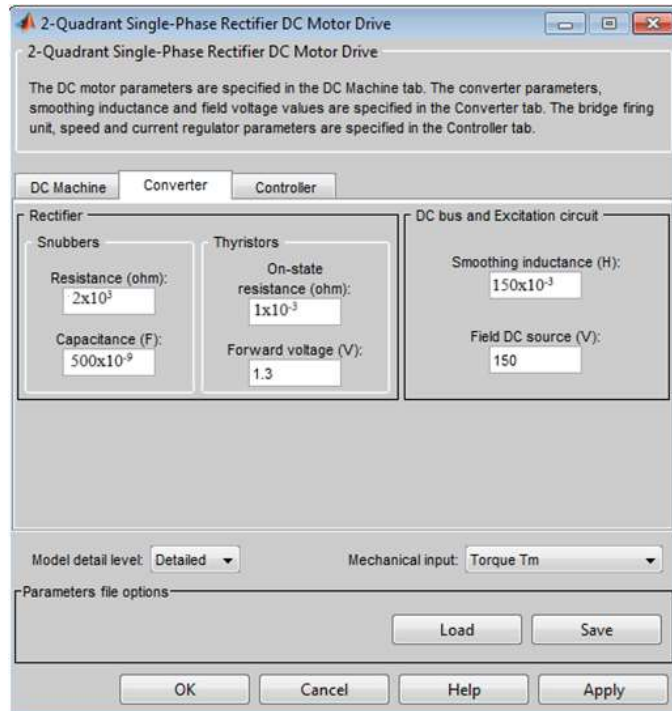 2-Quadrant Single-Phase Rectifier DC Motor Drive
2-Quadrant Single-Phase Rectifier DC Motor Drive
The DC motor parameters are specified in the DC Machine tab. The converter parameters,
smoothing inductance and field voltage values are specified in the Converter tab. The bridge firing
unit, speed and current regulator parameters are specified in the Controller tab.
DC Machine
Converter
Controller
Rectifier
Snubbers
Resistance (ohm):
2x10³
Capacitance (F):
500x10⁻⁹
Thyristors
On-state
resistance (ohm):
1x10⁻³
Forward voltage (V):
1.3
DC bus and Excitation circuit
Smoothing inductance (H):
150x10⁻³
Field DC source (V):
150
Model detail level: Detailed
Mechanical input: Torque Tm
Parameters file options
Load
Save
OK
Cancel
Help
Apply